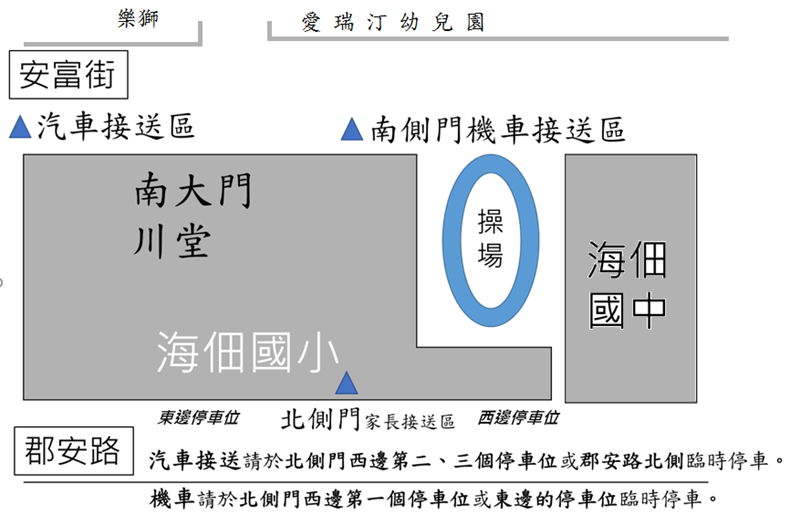 樂獅
愛瑞汀幼兒園
安富街
汽車接送區
南側門機車接送區
南大門
川堂
操
場
海佃
國中
海佃國小
東邊停車位
北側門家長接送區
西邊停車位
郡安路
汽車接送請於北側門西邊第二、三個停車位或郡安路北側臨時停車。
機車請於北側門西邊第一個停車位或東邊的停車位臨時停車。